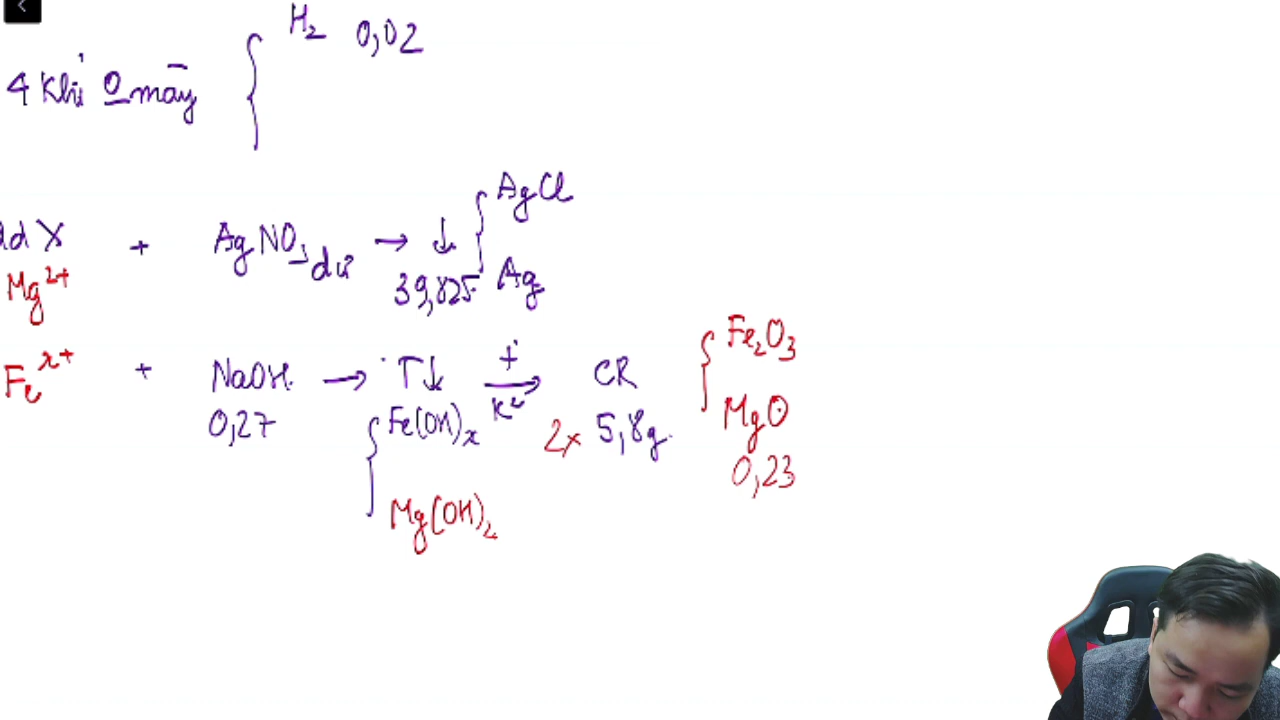 H₂ 0,02
4 khí 0 màu
dd X + AgNO₃ dư → ↓ { AgCl
39,825 Ag
Mg²⁺
Feˣ⁺ + NaOH → T↓ CR { Fe₂O₃
0,27 { Fe(OH)ₓ 2x 5,8g MgO
Mg(OH)₂ 0,23